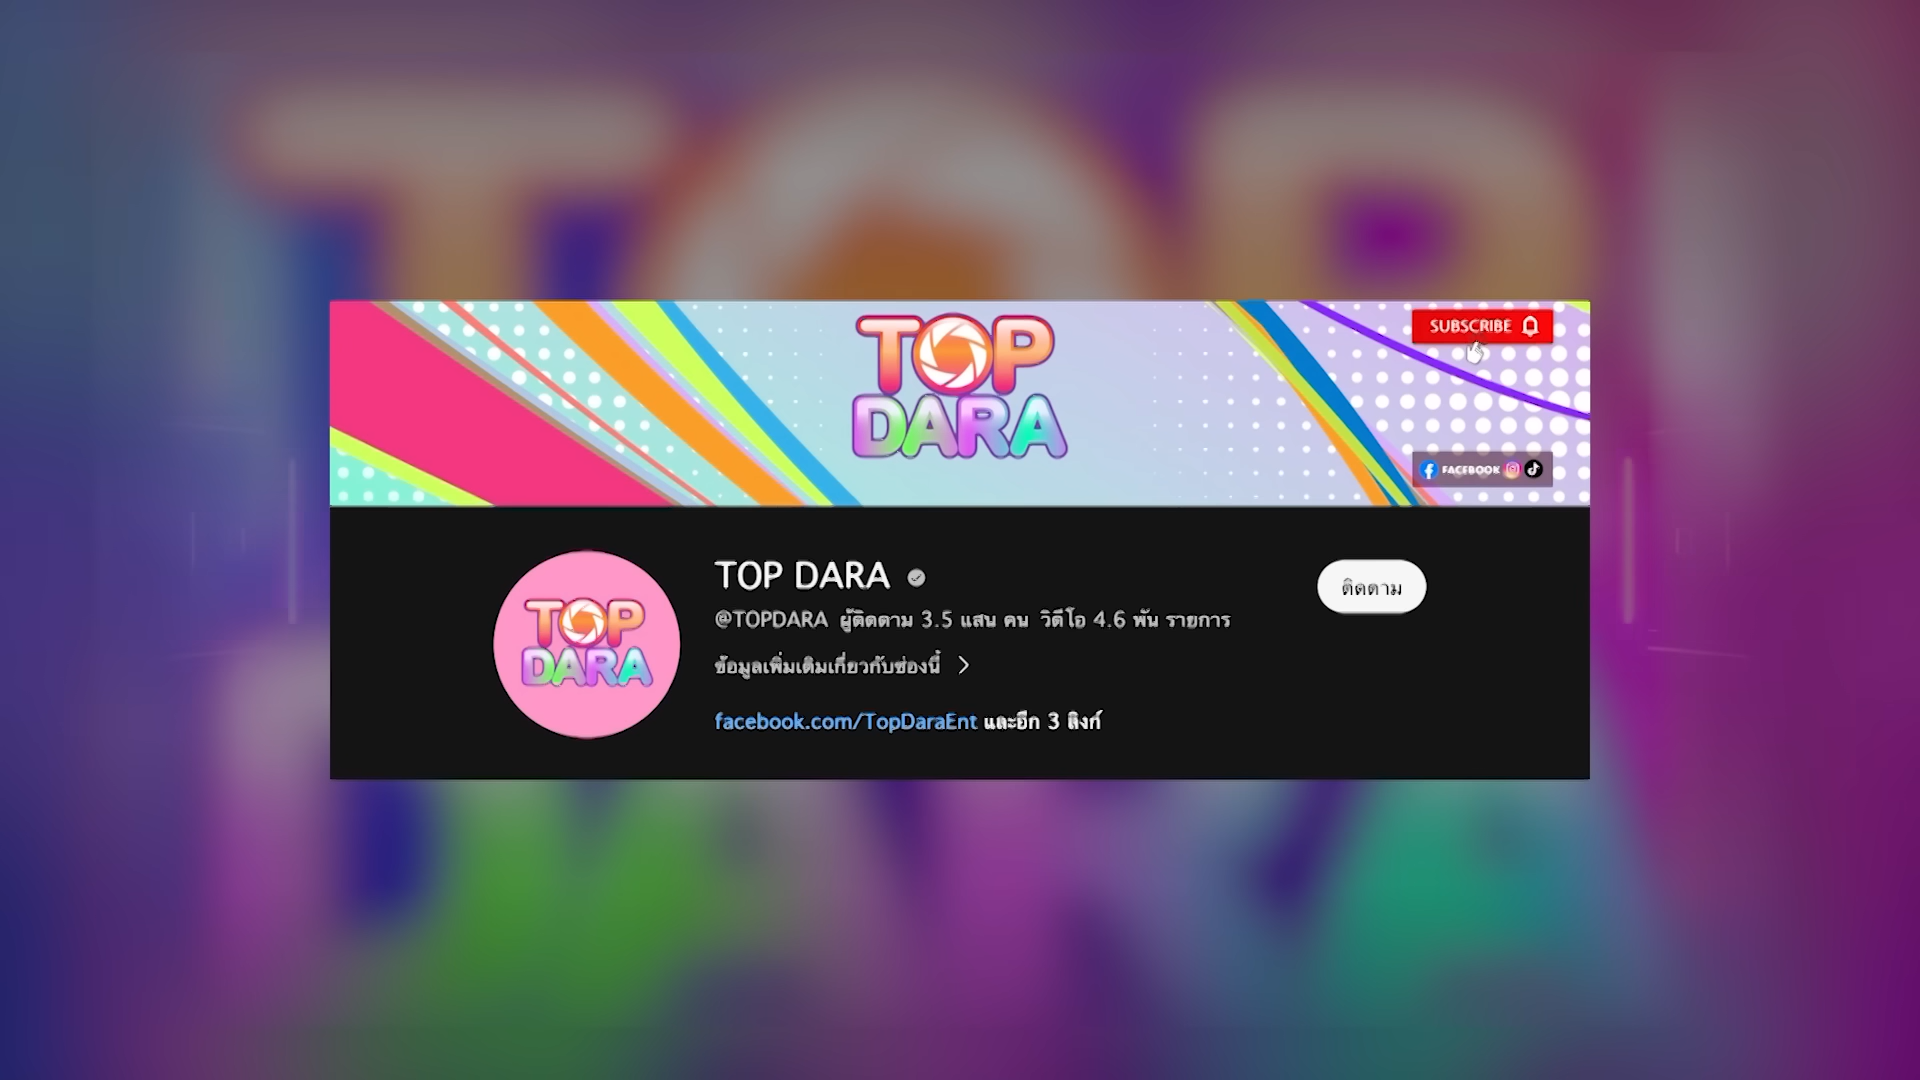 TOP
DARA
SUBSCRIBE
FACEBOOK
TOP
DARA
TOP DARA
@TOPDARA ผู้ติดตาม 3.5 แสน คน วิดีโอ 4.6 พัน รายการ
ข้อมูลเพิ่มเติมเกี่ยวกับช่องนี้
facebook.com/TopDaraEnt และอีก 3 ลิงก์
ติดตาม